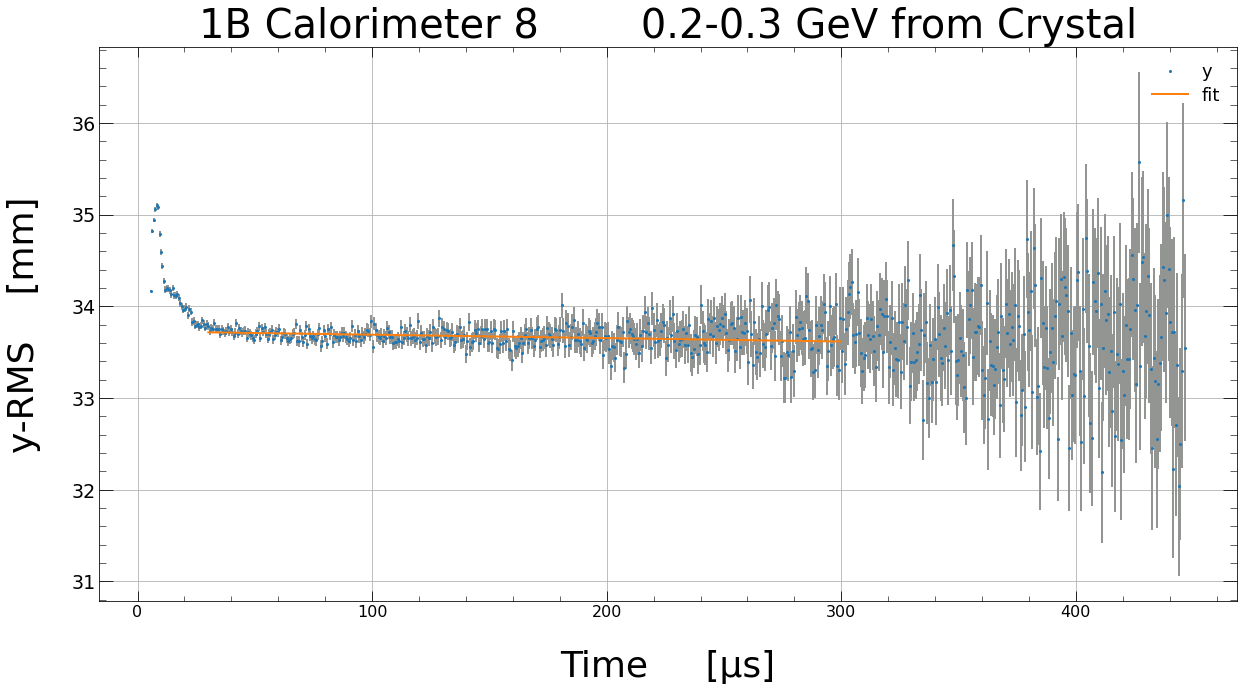 1B Calorimeter 8 0.2-0.3 GeV from Crystal
y
fit
y-RMS [mm]
36
35
34
33
32
31
0 100 200 300 400
Time [µs]